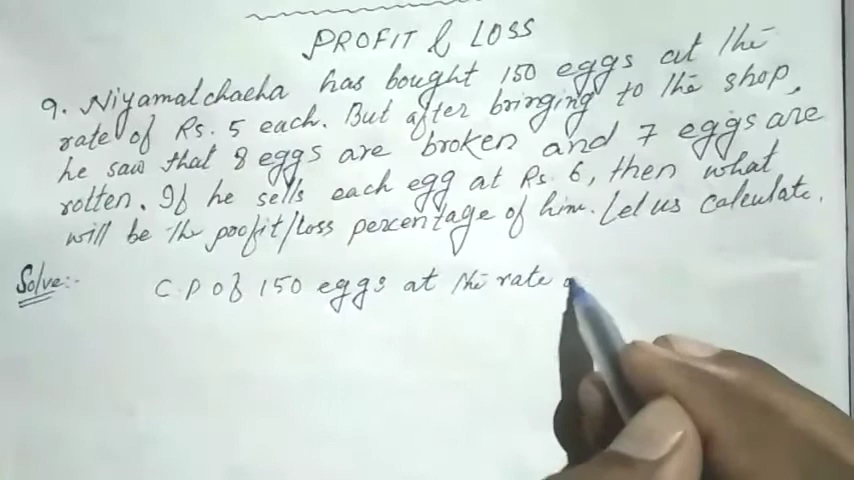 PROFIT & LOSS
9. Niyamatchacha has bought 150 eggs at the
rate of Rs. 5 each. But after bringing to the shop,
he saw that 8 eggs are broken and 7 eggs are
rotten. If he sells each egg at Rs. 6, then what
will be the profit/loss percentage of him. Let us calculate.
Solve:- C.P of 150 eggs at the rate o